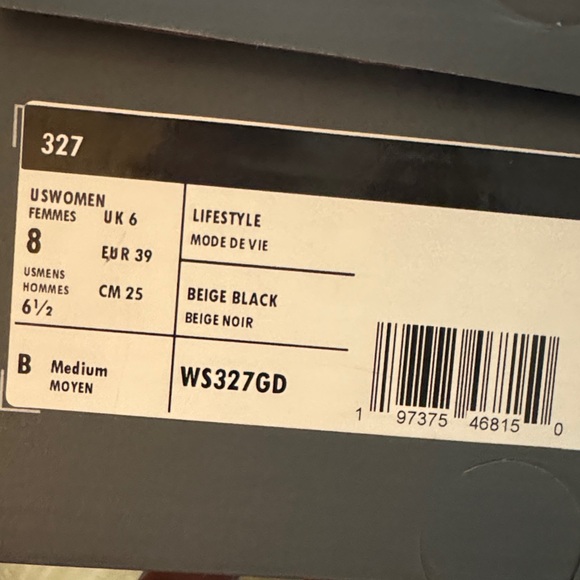 327
USWOMEN
FEMMES
8
USMENS
HOMMES
6½
UK 6
EUR 39
CM 25
LIFESTYLE
MODE DE VIE
BEIGE BLACK
BEIGE NOIR
B Medium
MOYEN
WS327GD
1 97375 46815 0